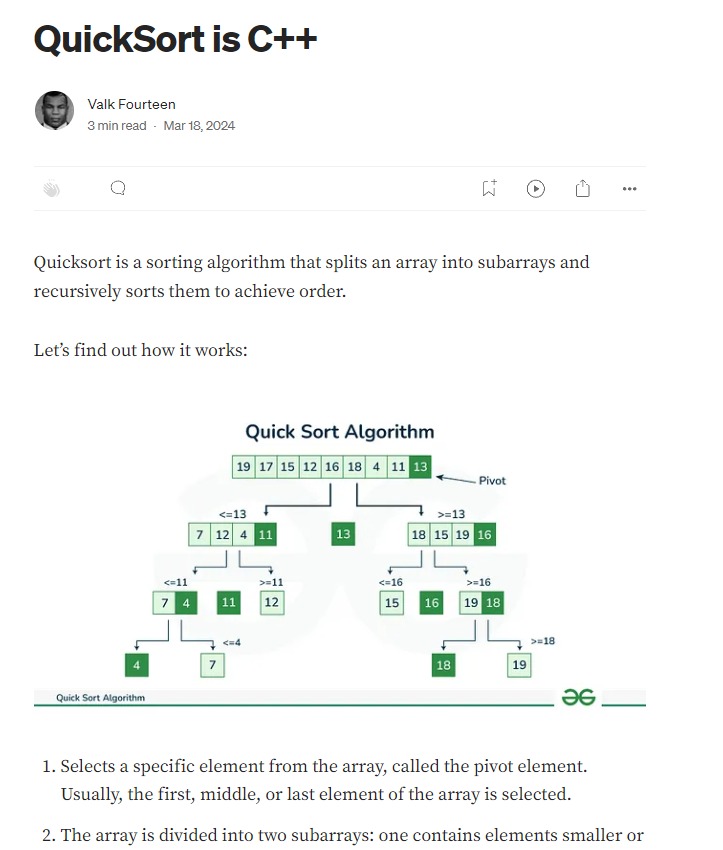 QuickSort is C++
Valk Fourteen
3 min read · Mar 18, 2024
Quicksort is a sorting algorithm that splits an array into subarrays and
recursively sorts them to achieve order.
Let’s find out how it works:
Quick Sort Algorithm
19 17 15 12 16 18 4 11 13
Pivot
<=13 >=13
7 12 4 11 13 18 15 19 16
<=11 >=11 <=16 >=16
7 4 11 12 15 16 19 18
<=4 >=18
4 7 18 19
Quick Sort Algorithm
1. Selects a specific element from the array, called the pivot element.
Usually, the first, middle, or last element of the array is selected.
2. The array is divided into two subarrays: one contains elements smaller or